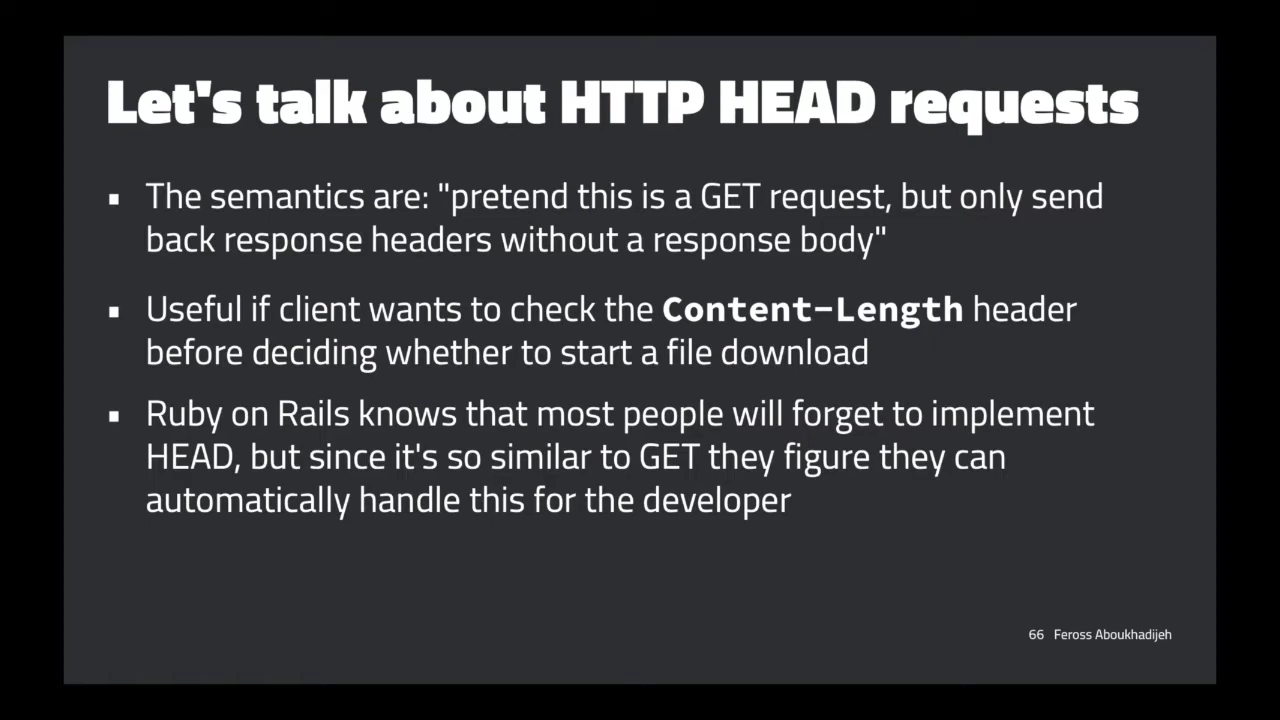 Let's talk about HTTP HEAD requests
▪ The semantics are: "pretend this is a GET request, but only send
back response headers without a response body"
▪ Useful if client wants to check the Content-Length header
before deciding whether to start a file download
▪ Ruby on Rails knows that most people will forget to implement
HEAD, but since it's so similar to GET they figure they can
automatically handle this for the developer
66 Feross Aboukhadijeh